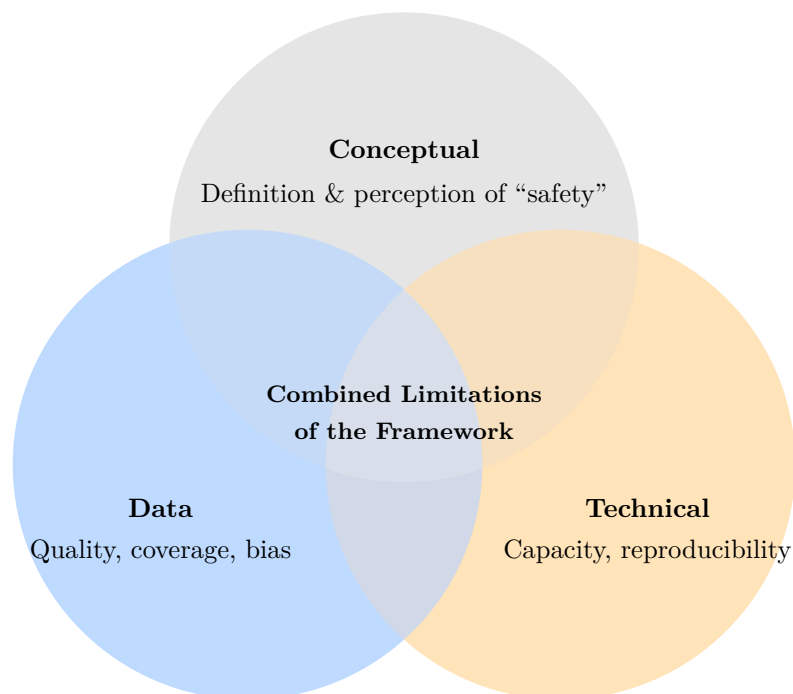 Conceptual
Definition & perception of “safety”
Combined Limitations
of the Framework
Data
Quality, coverage, bias
Technical
Capacity, reproducibility